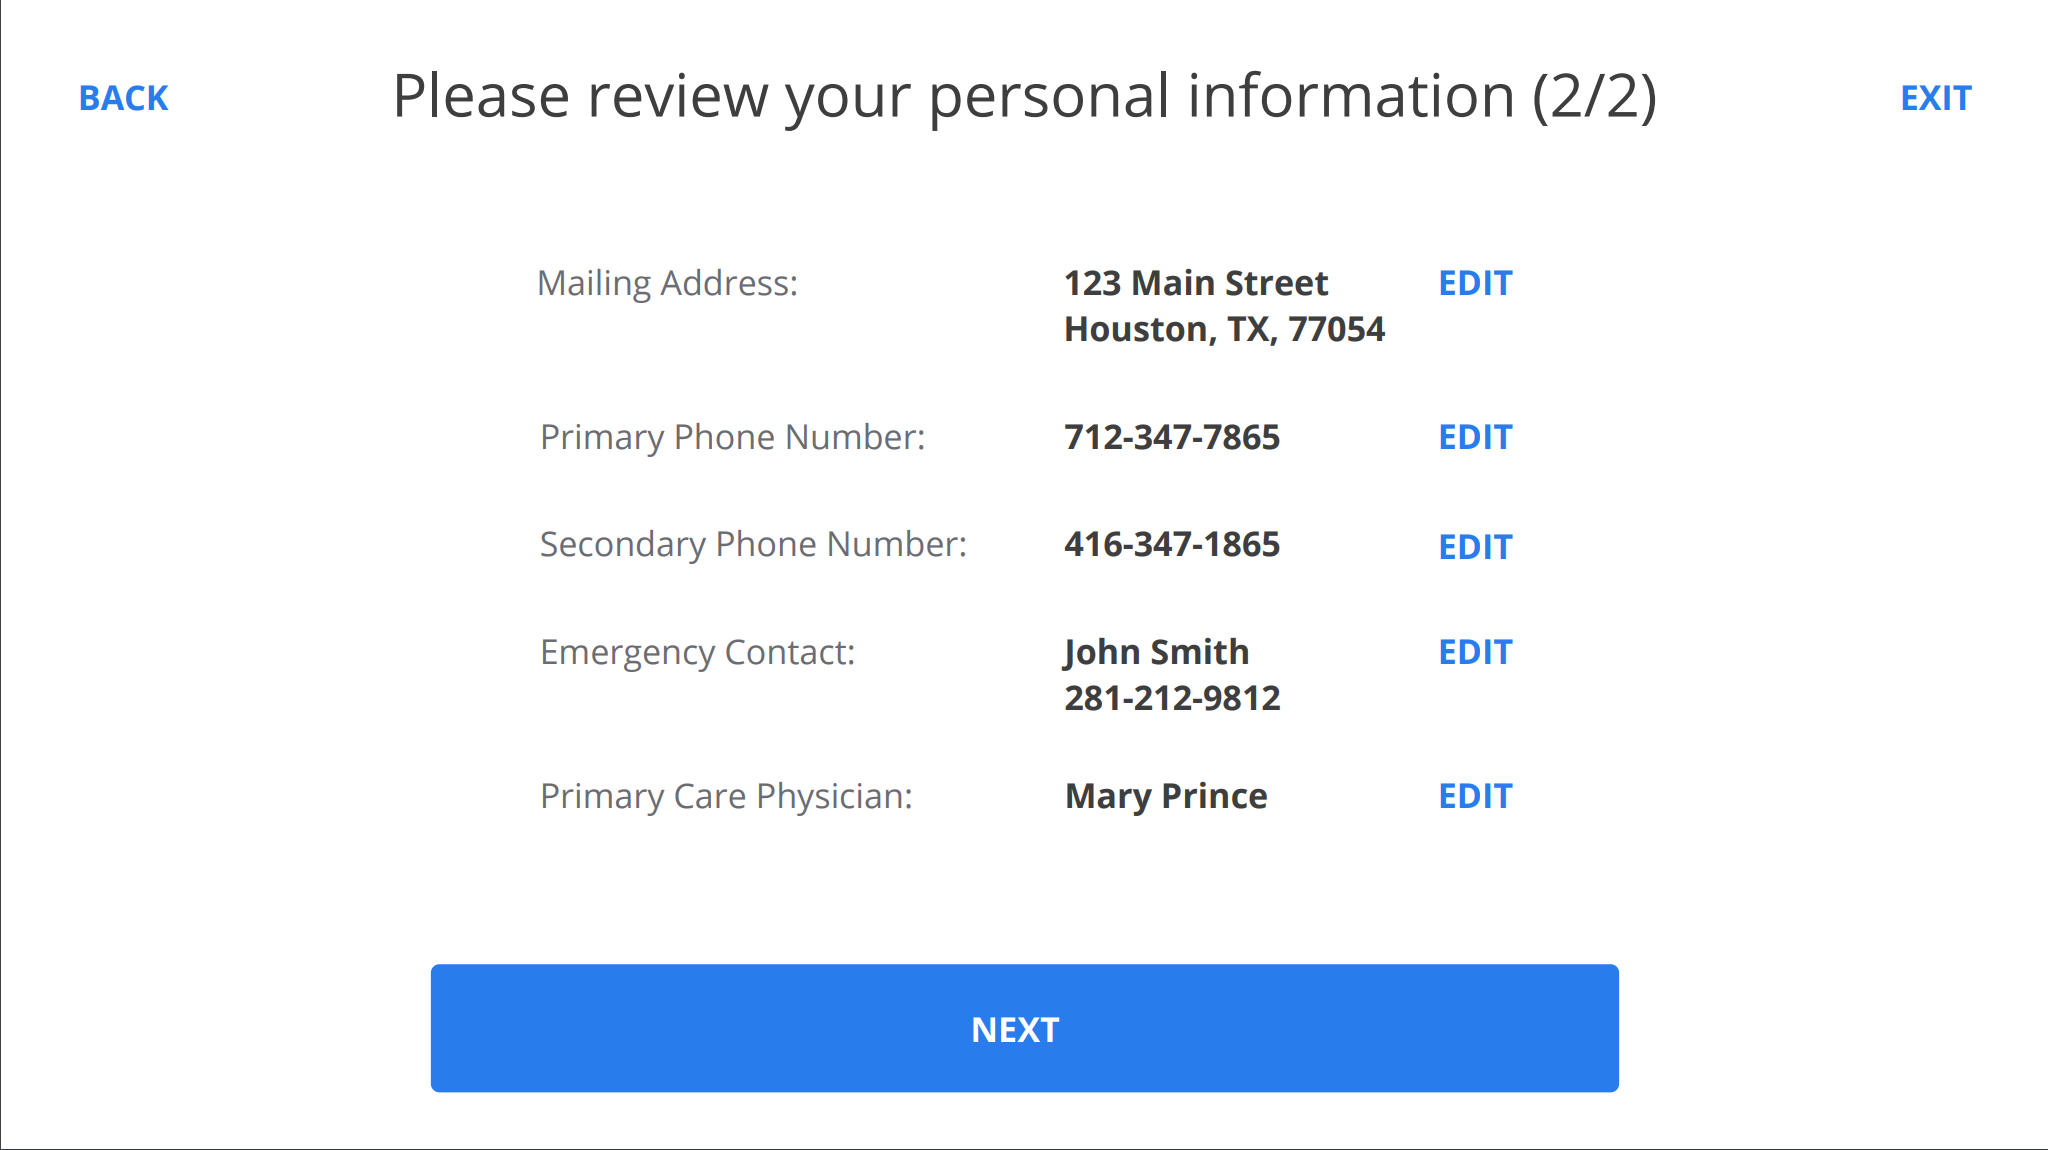 BACK
Please review your personal information (2/2)
EXIT
Mailing Address:
123 Main Street
Houston, TX, 77054
EDIT
Primary Phone Number:
712-347-7865
EDIT
Secondary Phone Number:
416-347-1865
EDIT
Emergency Contact:
John Smith
281-212-9812
EDIT
Primary Care Physician:
Mary Prince
EDIT
NEXT